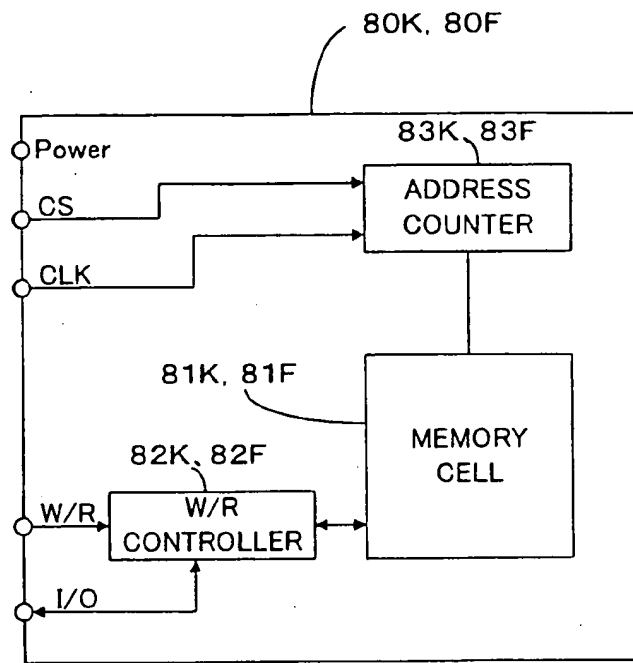 80K, 80F
Power
83K, 83F
ADDRESS
COUNTER
CS
CLK
81K, 81F
MEMORY
CELL
82K, 82F
W/R
W/R
CONTROLLER
I/O